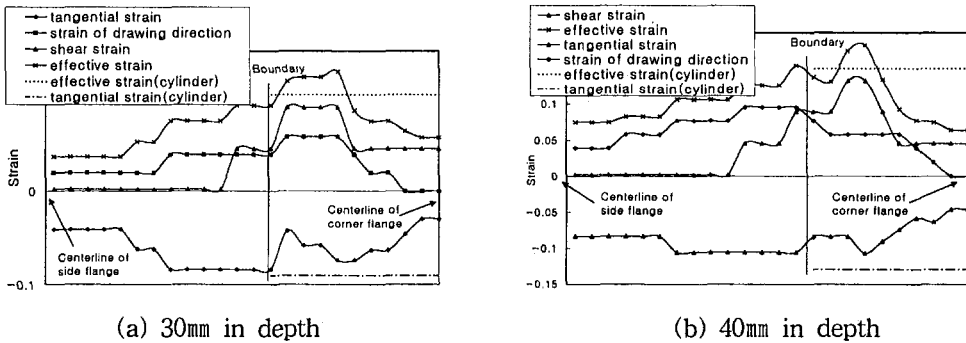 tangential strain
strain of drawing direction
shear strain
effective strain
effective strain(cylinder)
tangential strain(cylinder)
Boundary
Strain
0
-0.1
Centerline of
side flange
Centerline of
corner flange
(a) 30㎜ in depth
shear strain
effective strain
tangential strain
strain of drawing direction
effective strain(cylinder)
tangential strain(cylinder)
Boundary
Strain
0.1
0.05
0
-0.05
-0.1
-0.15
Centerline of
side flange
Centerline of
corner flange
(b) 40㎜ in depth